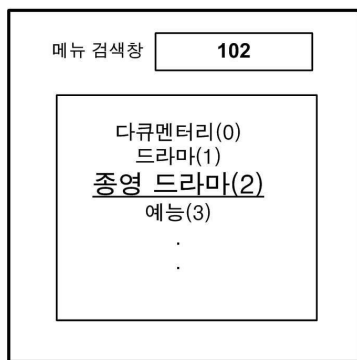 메뉴 검색창 102
다큐멘터리(0)
드라마(1)
종영 드라마(2)
예능(3)
.
.